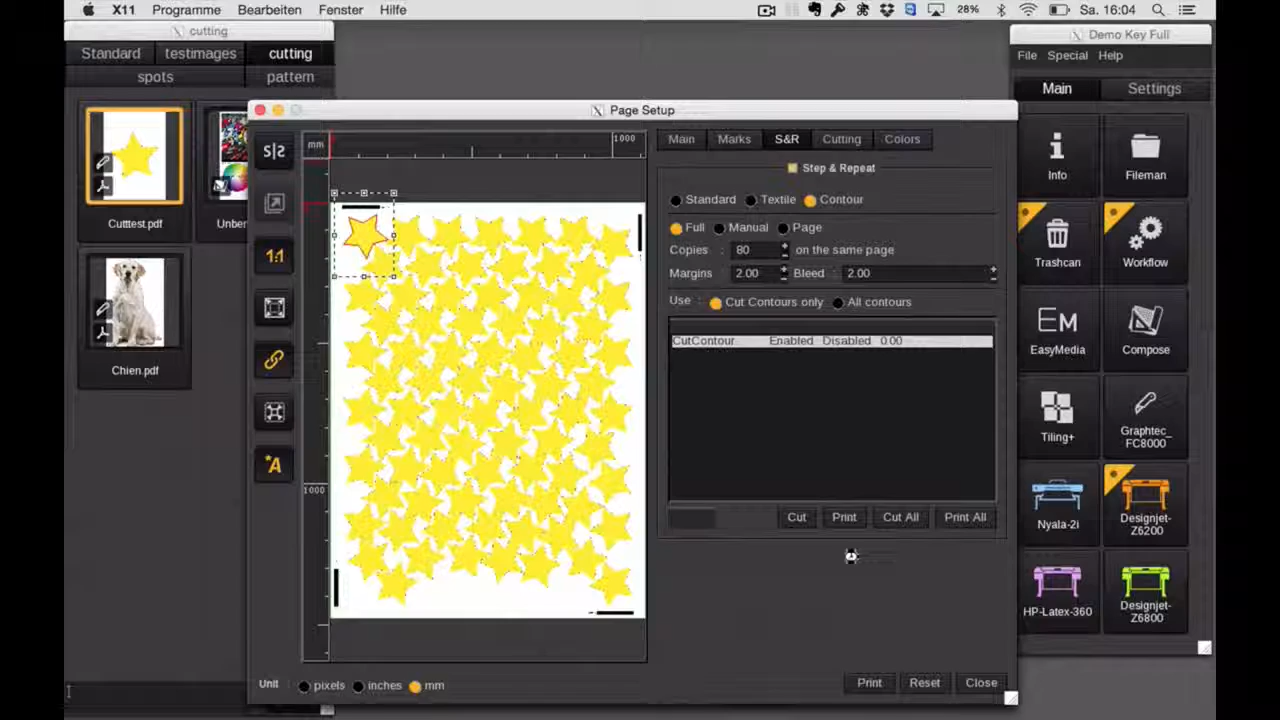 X11 Programme Bearbeiten Fenster Hilfe
28% Sa. 16:04
cutting
Standard testimages cutting
spots pattern
Cuttest.pdf
Unber
Chien.pdf
Page Setup
S|S
1:1
*A
mm
1000
1000
Main Marks S&R Cutting Colors
Step & Repeat
Standard Textile Contour
Full Manual Page
Copies 80 on the same page
Margins 2.00 Bleed 2.00
Use : Cut Contours only All contours
CutContour Enabled Disabled 0.00
Cut Print Cut All Print All
Unit pixels inches mm
Print Reset Close
Demo Key Full
File Special Help
Main Settings
Info Fileman
Trashcan Workflow
EM
EasyMedia Compose
Tiling+ Graphtec_
FC8000
Nyala-2i Designjet-
Z6200
HP-Latex-360 Designjet-
Z6800